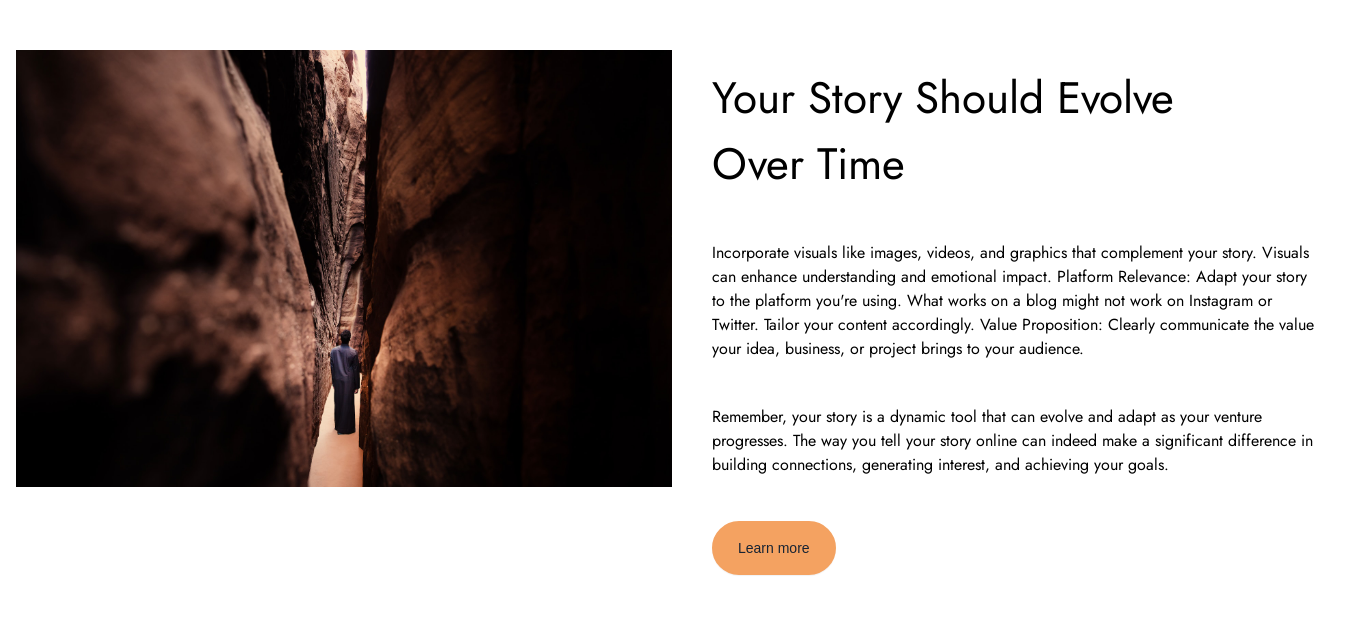 Your Story Should Evolve
Over Time
Incorporate visuals like images, videos, and graphics that complement your story. Visuals
can enhance understanding and emotional impact. Platform Relevance: Adapt your story
to the platform you're using. What works on a blog might not work on Instagram or
Twitter. Tailor your content accordingly. Value Proposition: Clearly communicate the value
your idea, business, or project brings to your audience.
Remember, your story is a dynamic tool that can evolve and adapt as your venture
progresses. The way you tell your story online can indeed make a significant difference in
building connections, generating interest, and achieving your goals.
Learn more